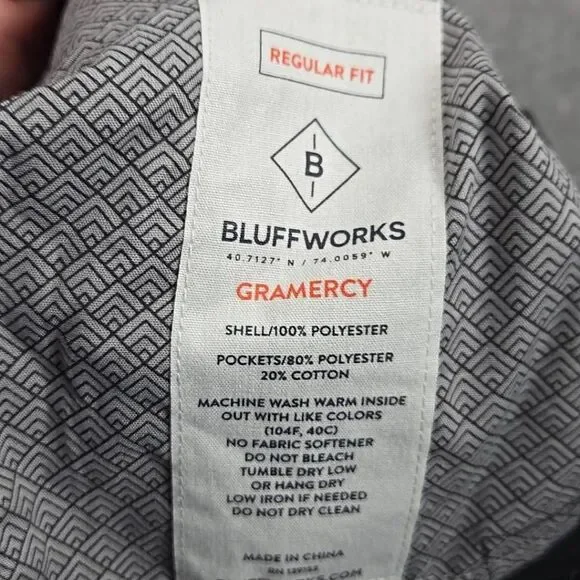 REGULAR FIT
B
BLUFFWORKS
40.7127° N / 74.0059° W
GRAMERCY
SHELL/100% POLYESTER
POCKETS/80% POLYESTER
20% COTTON
MACHINE WASH WARM INSIDE
OUT WITH LIKE COLORS
(104F, 40C)
NO FABRIC SOFTENER
DO NOT BLEACH
TUMBLE DRY LOW
OR HANG DRY
LOW IRON IF NEEDED
DO NOT DRY CLEAN
MADE IN CHINA
RN